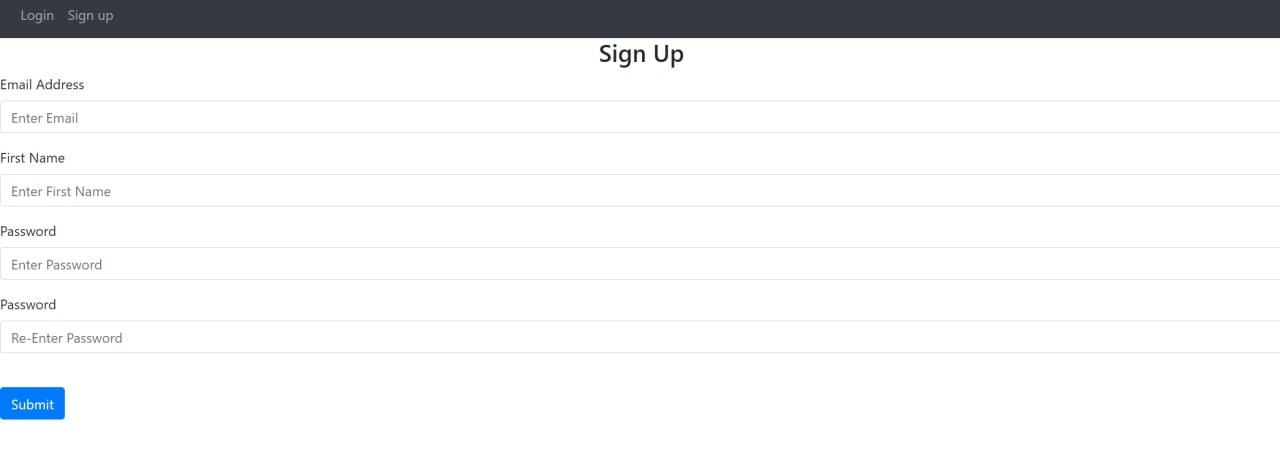 Login Sign up
Sign Up
Email Address
Enter Email
First Name
Enter First Name
Password
Enter Password
Password
Re-Enter Password
Submit